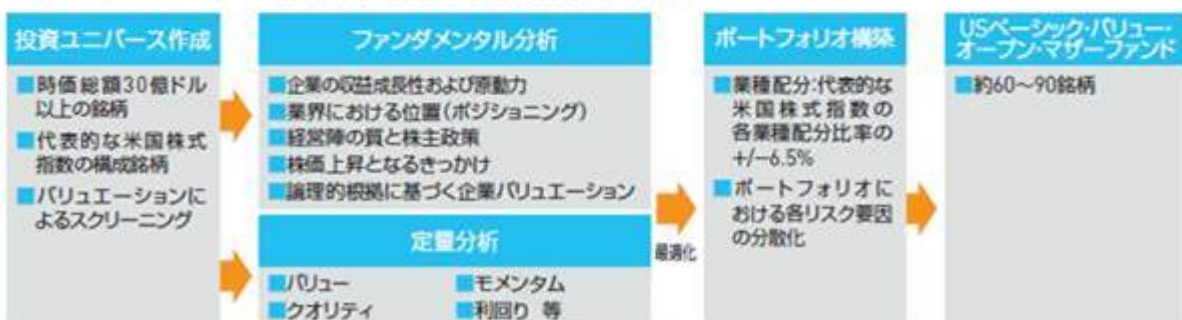 投資ユニバース作成
■時価総額30億ドル
以上の銘柄
■代表的な米国株式
指数の構成銘柄
■バリュエーションに
よるスクリーニング
ファンダメンタル分析
■企業の収益成長性および原動力
■業界における位置(ポジショニング)
■経営陣の質と株主政策
■株価上昇となるきっかけ
■論理的根拠に基づく企業バリュエーション
定量分析
■バリュー ■モメンタム
■クオリティ ■利回り 等
最適化
ポートフォリオ構築
■業種配分:代表的な
米国株式指数の
各業種配分比率の
+/−6.5%
■ポートフォリオに
おける各リスク要因
の分散化
USベーシック・バリュー・
オープン・マザーファンド
■約60〜90銘柄